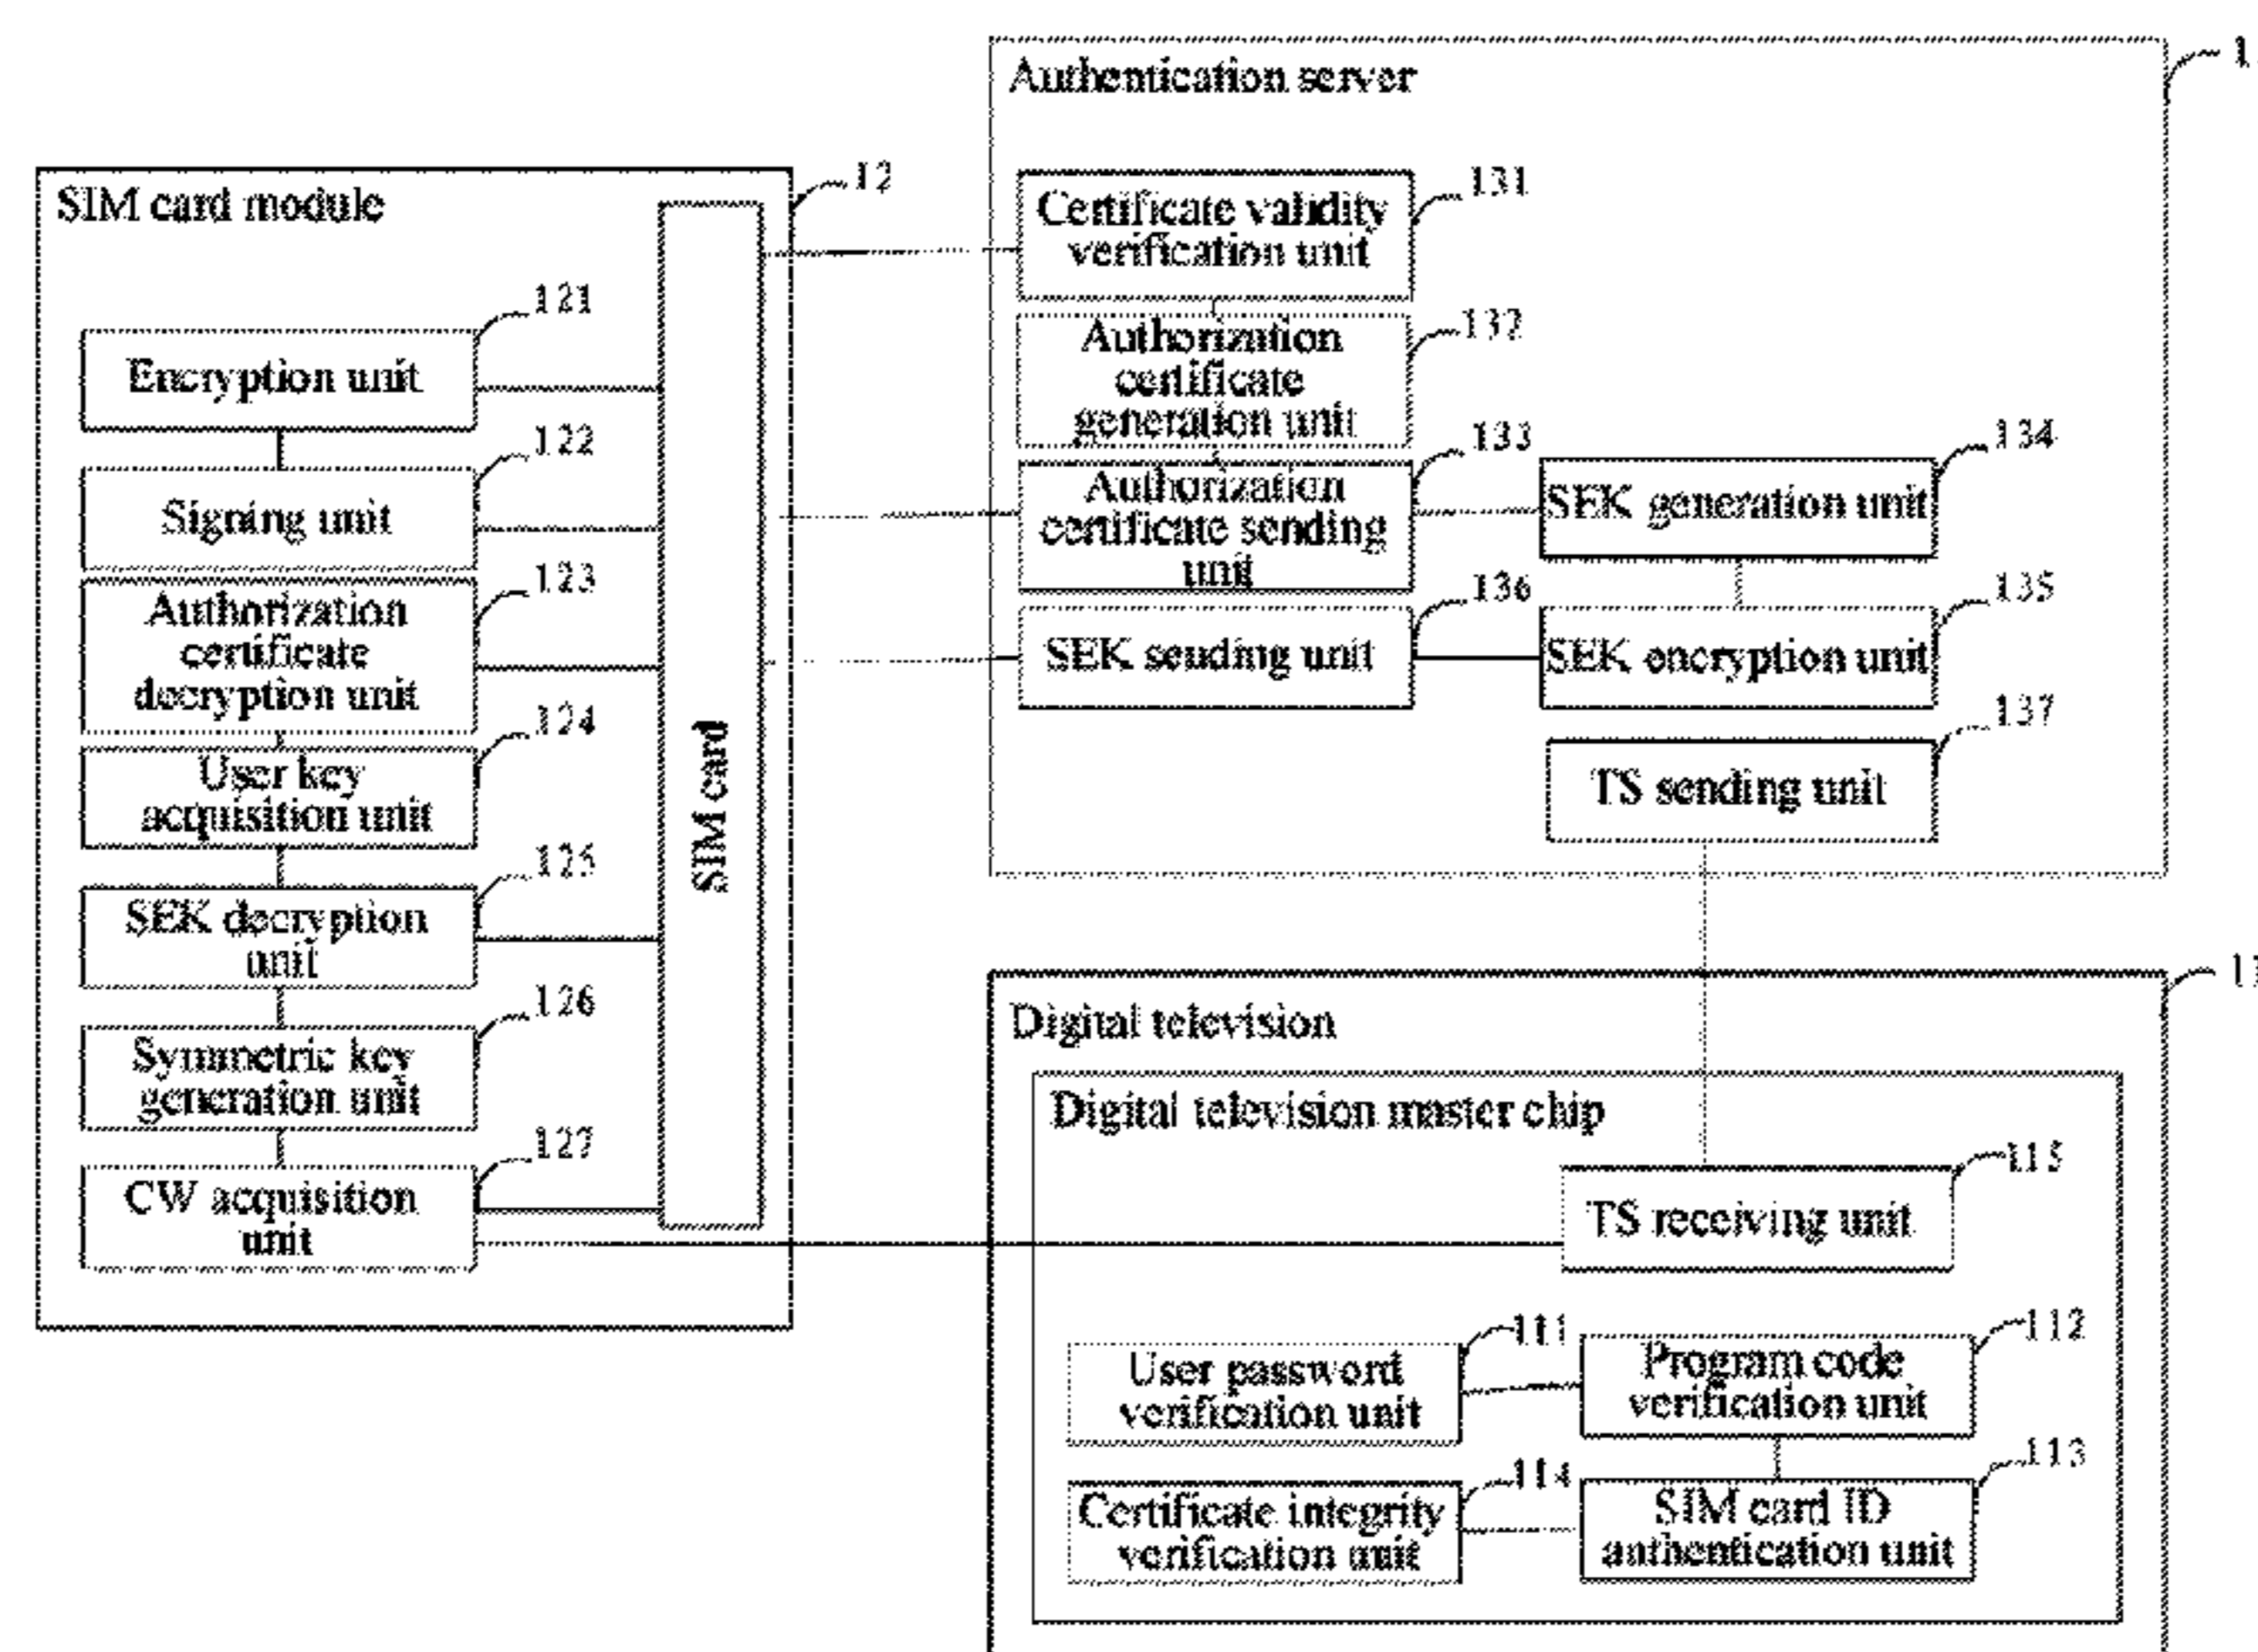 SIM card module
12
121
Encryption unit
122
Signing unit
123
Authorization
certificate
decryption unit
124
User key
acquisition unit
125
SEK decryption
unit
126
Symmetric key
generation unit
127
CW acquisition
unit
SIM card
Authentication server
131
Certificate validity
verification unit
132
Authorization
certificate
generation unit
133
Authorization
certificate sending
unit
134
SEK generation unit
136
SEK sending unit
135
SEK encryption unit
137
TS sending unit
Digital television
Digital television master chip
115
TS receiving unit
111
User password
verification unit
112
Program code
verification unit
114
Certificate integrity
verification unit
113
SIM card ID
authentication unit